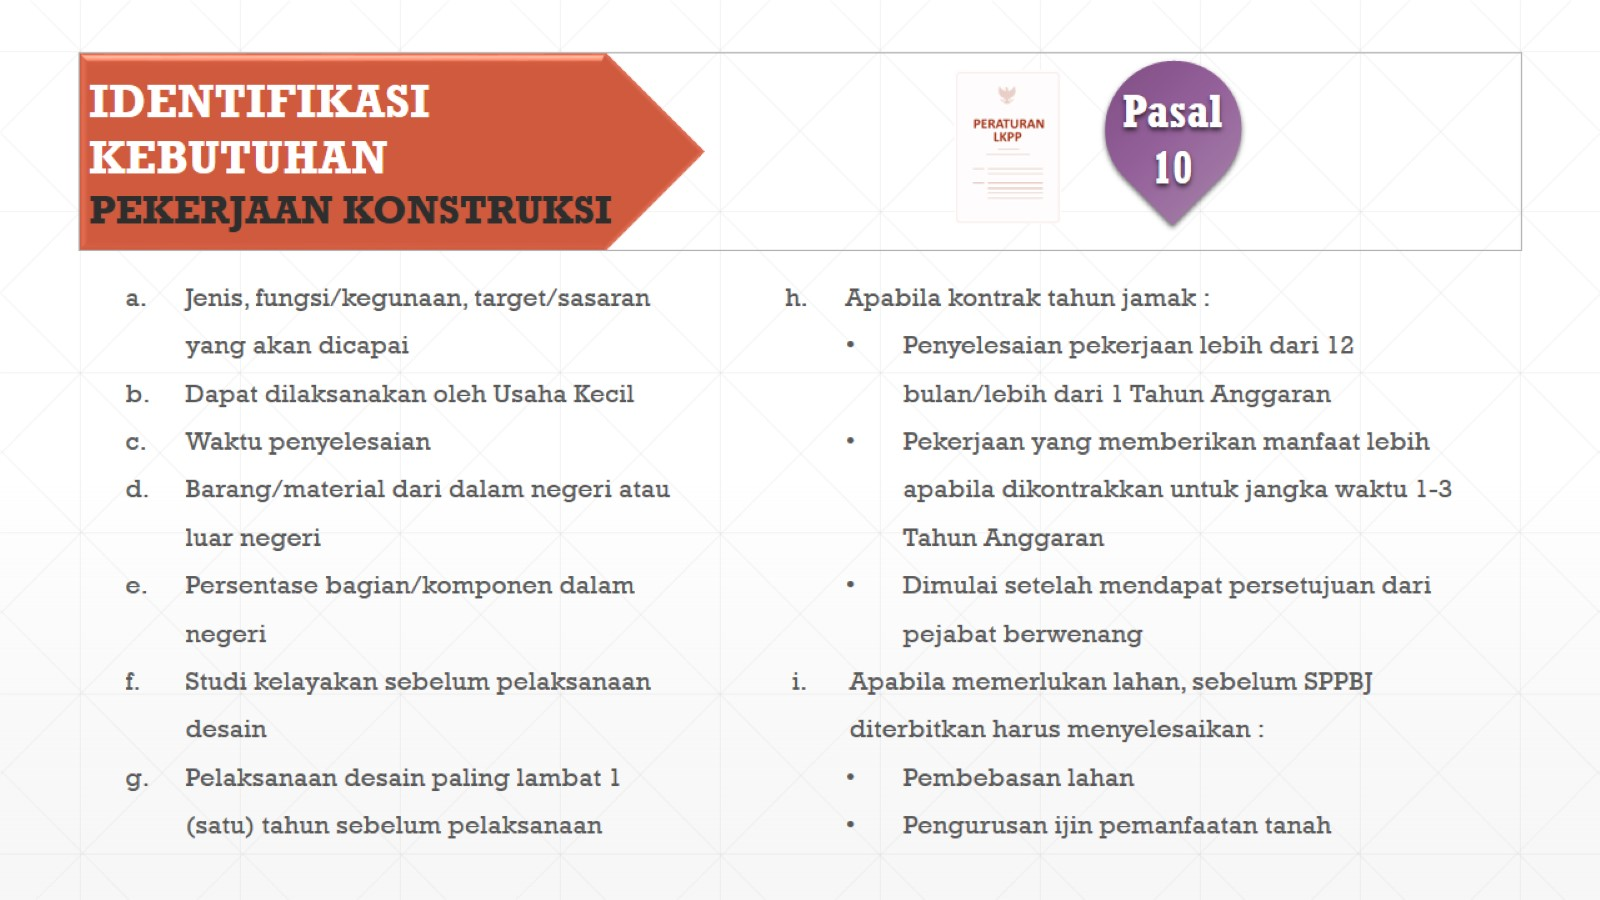 IDENTIFIKASI
KEBUTUHAN
PEKERJAAN KONSTRUKSI
PERATURAN
LKPP
Pasal
10
a. Jenis, fungsi/kegunaan, target/sasaran
yang akan dicapai
b. Dapat dilaksanakan oleh Usaha Kecil
c. Waktu penyelesaian
d. Barang/material dari dalam negeri atau
luar negeri
e. Persentase bagian/komponen dalam
negeri
f. Studi kelayakan sebelum pelaksanaan
desain
g. Pelaksanaan desain paling lambat 1
(satu) tahun sebelum pelaksanaan
h. Apabila kontrak tahun jamak :
• Penyelesaian pekerjaan lebih dari 12
bulan/lebih dari 1 Tahun Anggaran
• Pekerjaan yang memberikan manfaat lebih
apabila dikontrakkan untuk jangka waktu 1-3
Tahun Anggaran
• Dimulai setelah mendapat persetujuan dari
pejabat berwenang
i. Apabila memerlukan lahan, sebelum SPPBJ
diterbitkan harus menyelesaikan :
• Pembebasan lahan
• Pengurusan ijin pemanfaatan tanah